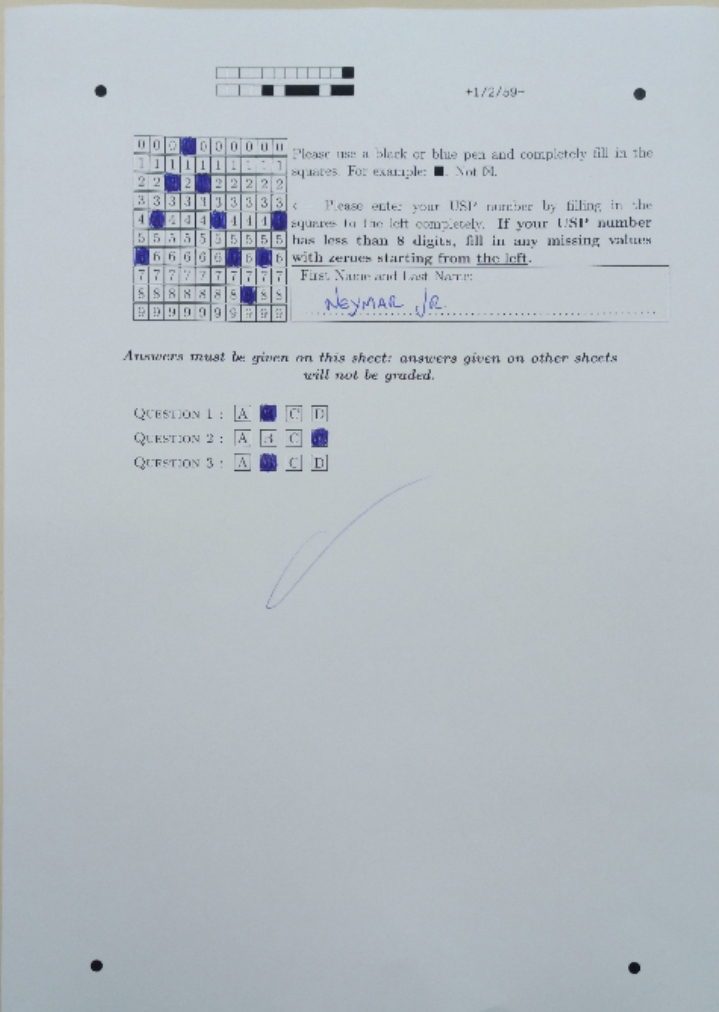 +1/2/59+
0 0 0 0 0 0 0 0 0
1 1 1 1 1 1 1 1 1 1
2 2 2 2 2 2 2 2
3 3 3 3 3 3 3 3 3 3
4 4 4 4 4 4 4
5 5 5 5 5 5 5 5 5 5
6 6 6 6 6 6 6
7 7 7 7 7 7 7 7 7 7
8 8 8 8 8 8 8 8 8
9 9 9 9 9 9 9 9 9 9
Please use a black or blue pen and completely fill in the
squares. For example: ■. Not ☒.
← Please enter your USP number by filling in the
squares to the left completely. If your USP number
has less than 8 digits, fill in any missing values
with zeroes starting from the left.
First Name and Last Name:
NEYMAR JR.
Answers must be given on this sheet: answers given on other sheets
will not be graded.
QUESTION 1 : A C D
QUESTION 2 : A B C
QUESTION 3 : A C D